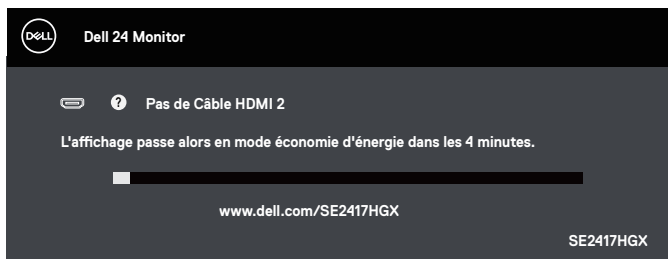 DELL
Dell 24 Monitor
? Pas de Câble HDMI 2
L'affichage passe alors en mode économie d'énergie dans les 4 minutes.
www.dell.com/SE2417HGX
SE2417HGX